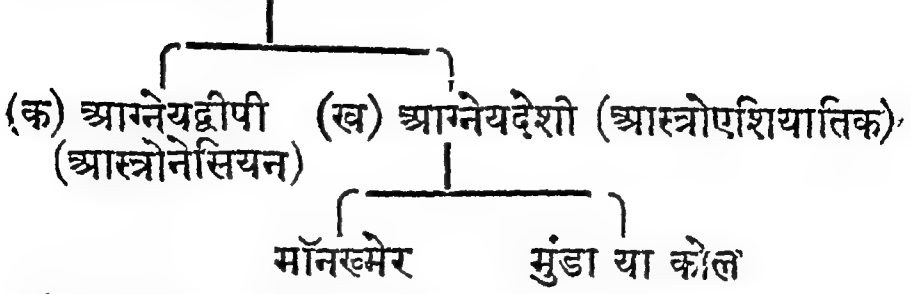 (क) आग्नेयद्वीपी (ख) आग्नेयदेशी (आस्त्रोएशियातिक)
(आस्त्रोनेसियन)
मॉनख्मेर मुंडा या कोल